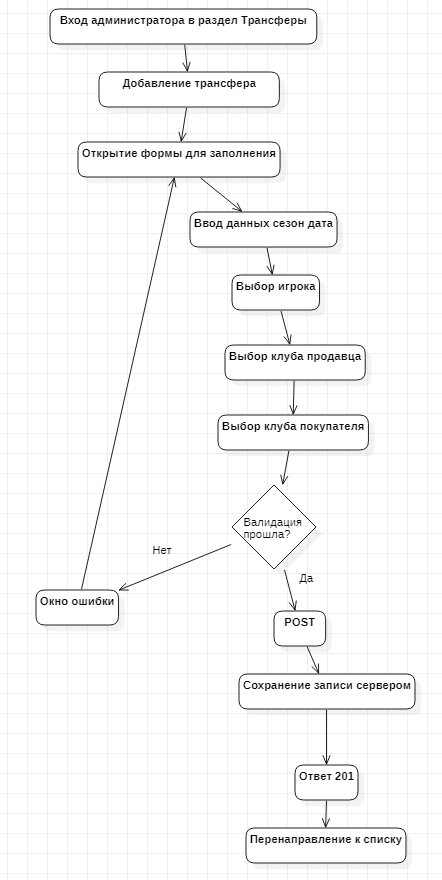 Вход администратора в раздел Трансферы
Добавление трансфера
Открытие формы для заполнения
Ввод данных сезон дата
Выбор игрока
Выбор клуба продавца
Выбор клуба покупателя
Валидация
прошла?
Нет
Да
Окно ошибки
POST
Сохранение записи сервером
Ответ 201
Перенаправление к списку